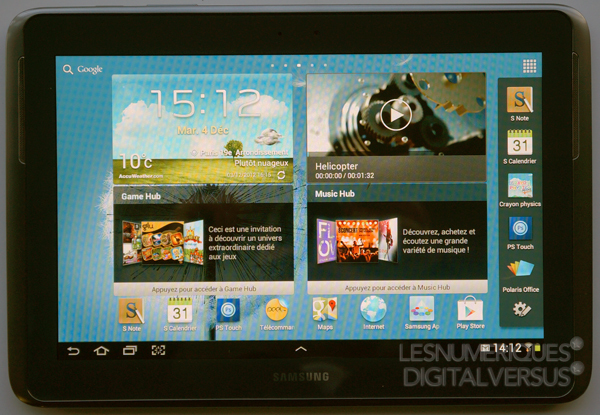 Google
15:12
Mar. 4 Déc
10°C
Plutôt nuageux
AccuWeather.com
Helicopter
00:00:00 / 00:01:32
Game Hub
Ceci est une invitation
à découvrir un univers
extraordinaire dédié
aux jeux
Appuyez pour accéder à Game Hub
Music Hub
Découvrez, achetez et
écoutez une grande
variété de musique !
Appuyez pour accéder à Music Hub
S Note
31
S Calendrier
Crayon physics
PS Touch
Polaris Office
S Note
31
S Calendrier
PS Touch
Télécomman
Maps
Internet
Samsung Ap
Play Store
14:12
SAMSUNG
LESNUMERIQUES
DIGITALVERSUS